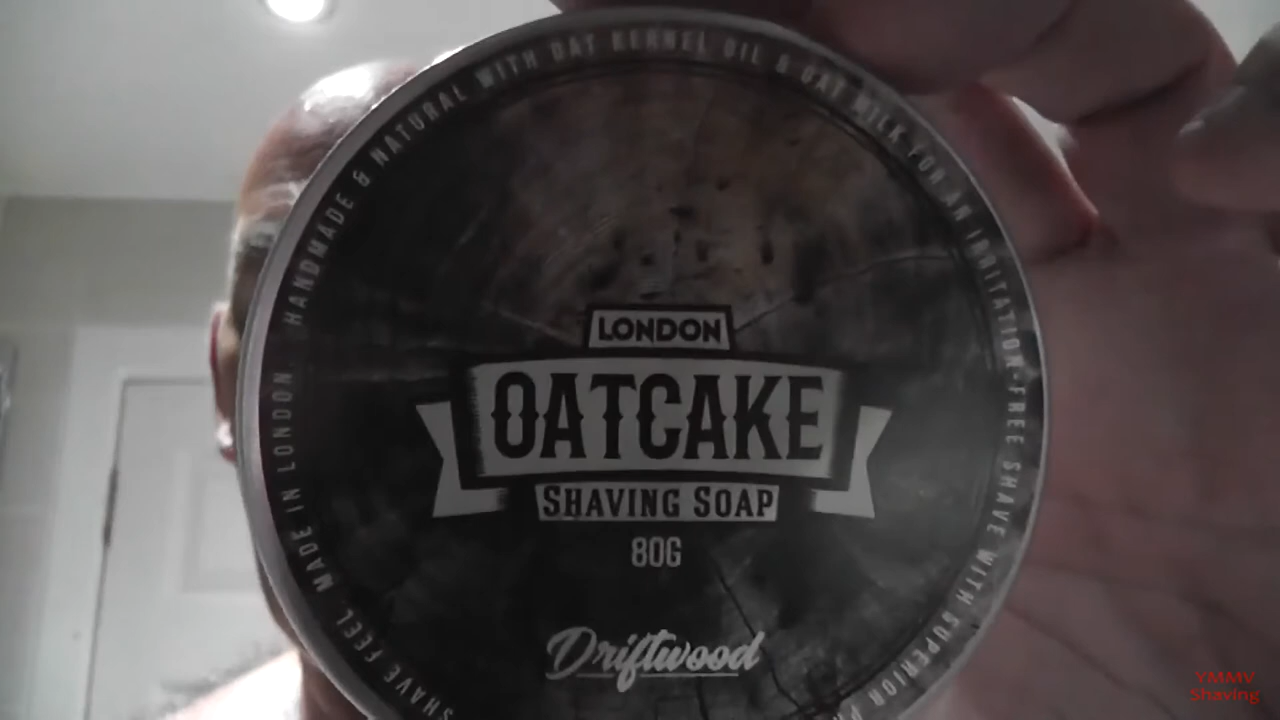 HANDMADE & NATURAL WITH OAT KERNEL OIL & OAT MILK FOR AN IRRITATION-FREE SHAVE WITH SUPERIOR
SHAVE FEEL. MADE IN LONDON.
LONDON
OATCAKE
SHAVING SOAP
80G
Driftwood
YMMV
Shaving